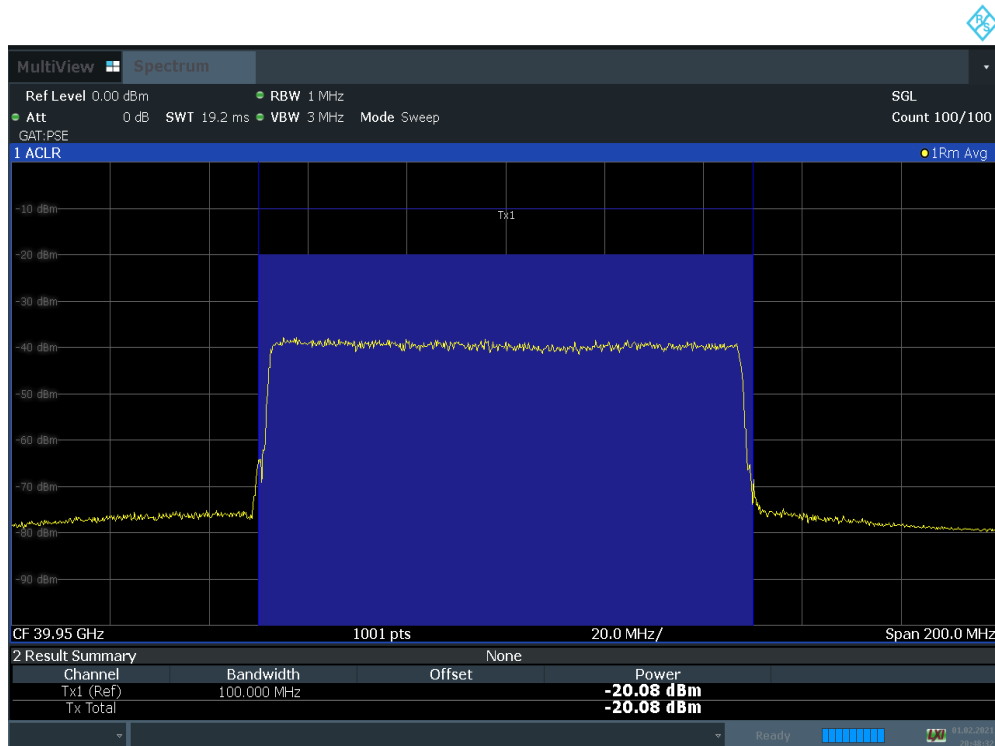 R&S
MultiView Spectrum
Ref Level 0.00 dBm RBW 1 MHz SGL
Att 0 dB SWT 19.2 ms VBW 3 MHz Mode Sweep Count 100/100
GAT:PSE
1 ACLR 1Rm Avg
-10 dBm
Tx1
-20 dBm
-30 dBm
-40 dBm
-50 dBm
-60 dBm
-70 dBm
-80 dBm
-90 dBm
CF 39.95 GHz 1001 pts 20.0 MHz/ Span 200.0 MHz
2 Result Summary None
Channel Bandwidth Offset Power
Tx1 (Ref) 100.000 MHz -20.08 dBm
Tx Total -20.08 dBm
Ready LXI 01.02.2021